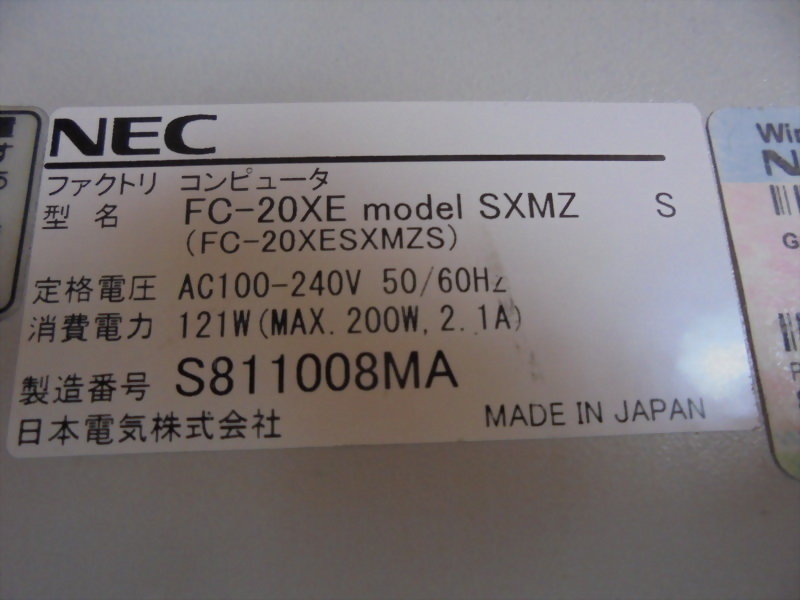 NEC
ファクトリ コンピュータ
型 名 FC-20XE model SXMZ S
(FC-20XESXMZS)
定格電圧 AC100-240V 50/60Hz
消費電力 121W(MAX. 200W, 2.1A)
製造番号 S811008MA
日本電気株式会社 MADE IN JAPAN
す
Win